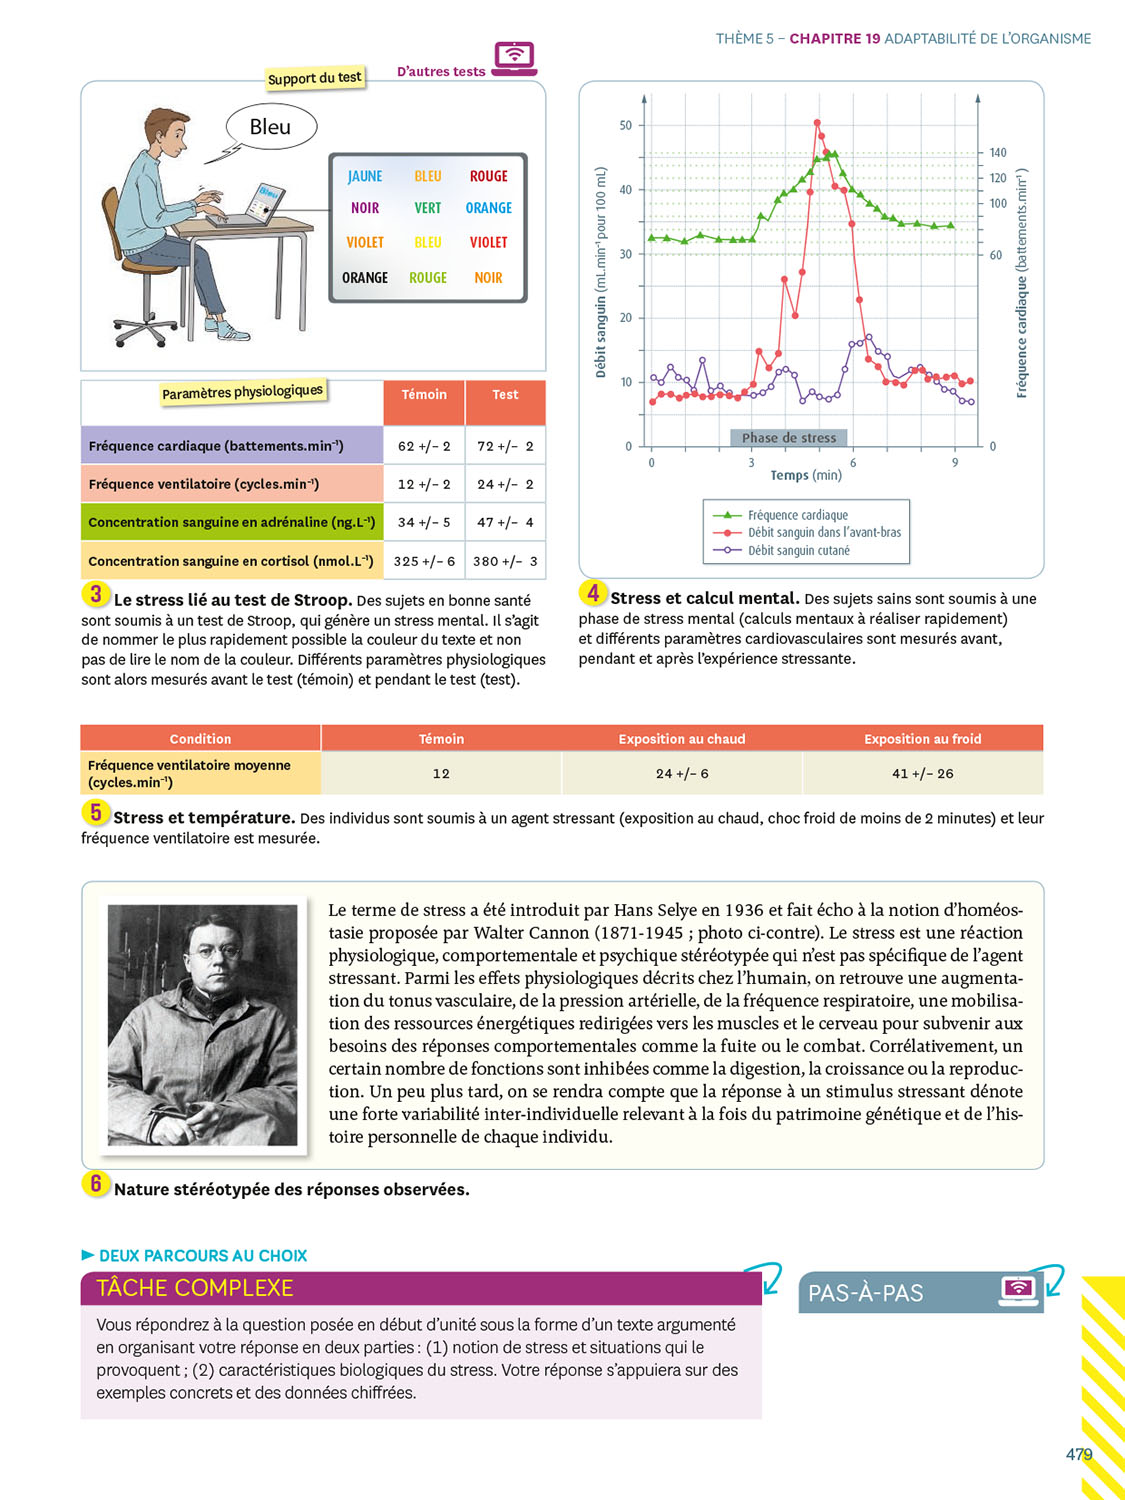 THÈME 5 – CHAPITRE 19 ADAPTABILITÉ DE L'ORGANISME
Support du test
D'autres tests
Bleu
Bleu
JAUNE BLEU ROUGE
NOIR VERT ORANGE
VIOLET BLEU VIOLET
ORANGE ROUGE NOIR
Paramètres physiologiques Témoin Test
Fréquence cardiaque (battements.min⁻¹) 62 +/– 2 72 +/– 2
Fréquence ventilatoire (cycles.min⁻¹) 12 +/– 2 24 +/– 2
Concentration sanguine en adrénaline (ng.L⁻¹) 34 +/– 5 47 +/– 4
Concentration sanguine en cortisol (nmol.L⁻¹) 325 +/– 6 380 +/– 3
3 Le stress lié au test de Stroop. Des sujets en bonne santé
sont soumis à un test de Stroop, qui génère un stress mental. Il s'agit
de nommer le plus rapidement possible la couleur du texte et non
pas de lire le nom de la couleur. Différents paramètres physiologiques
sont alors mesurés avant le test (témoin) et pendant le test (test).
Débit sanguin (mL.min⁻¹ pour 100 mL)
50
40
30
20
10
0
140
120
100
60
0
Fréquence cardiaque (battements.min⁻¹)
Phase de stress
0 3 6 9
Temps (min)
Fréquence cardiaque
Débit sanguin dans l'avant-bras
Débit sanguin cutané
4 Stress et calcul mental. Des sujets sains sont soumis à une
phase de stress mental (calculs mentaux à réaliser rapidement)
et différents paramètres cardiovasculaires sont mesurés avant,
pendant et après l'expérience stressante.
Condition Témoin Exposition au chaud Exposition au froid
Fréquence ventilatoire moyenne
(cycles.min⁻¹) 12 24 +/– 6 41 +/– 26
5 Stress et température. Des individus sont soumis à un agent stressant (exposition au chaud, choc froid de moins de 2 minutes) et leur
fréquence ventilatoire est mesurée.
Le terme de stress a été introduit par Hans Selye en 1936 et fait écho à la notion d'homéos-
tasie proposée par Walter Cannon (1871-1945 ; photo ci-contre). Le stress est une réaction
physiologique, comportementale et psychique stéréotypée qui n'est pas spécifique de l'agent
stressant. Parmi les effets physiologiques décrits chez l'humain, on retrouve une augmenta-
tion du tonus vasculaire, de la pression artérielle, de la fréquence respiratoire, une mobilisa-
tion des ressources énergétiques redirigées vers les muscles et le cerveau pour subvenir aux
besoins des réponses comportementales comme la fuite ou le combat. Corrélativement, un
certain nombre de fonctions sont inhibées comme la digestion, la croissance ou la reproduc-
tion. Un peu plus tard, on se rendra compte que la réponse à un stimulus stressant dénote
une forte variabilité inter-individuelle relevant à la fois du patrimoine génétique et de l'his-
toire personnelle de chaque individu.
6 Nature stéréotypée des réponses observées.
DEUX PARCOURS AU CHOIX
TÂCHE COMPLEXE
Vous répondrez à la question posée en début d'unité sous la forme d'un texte argumenté
en organisant votre réponse en deux parties : (1) notion de stress et situations qui le
provoquent ; (2) caractéristiques biologiques du stress. Votre réponse s'appuiera sur des
exemples concrets et des données chiffrées.
PAS-À-PAS
479